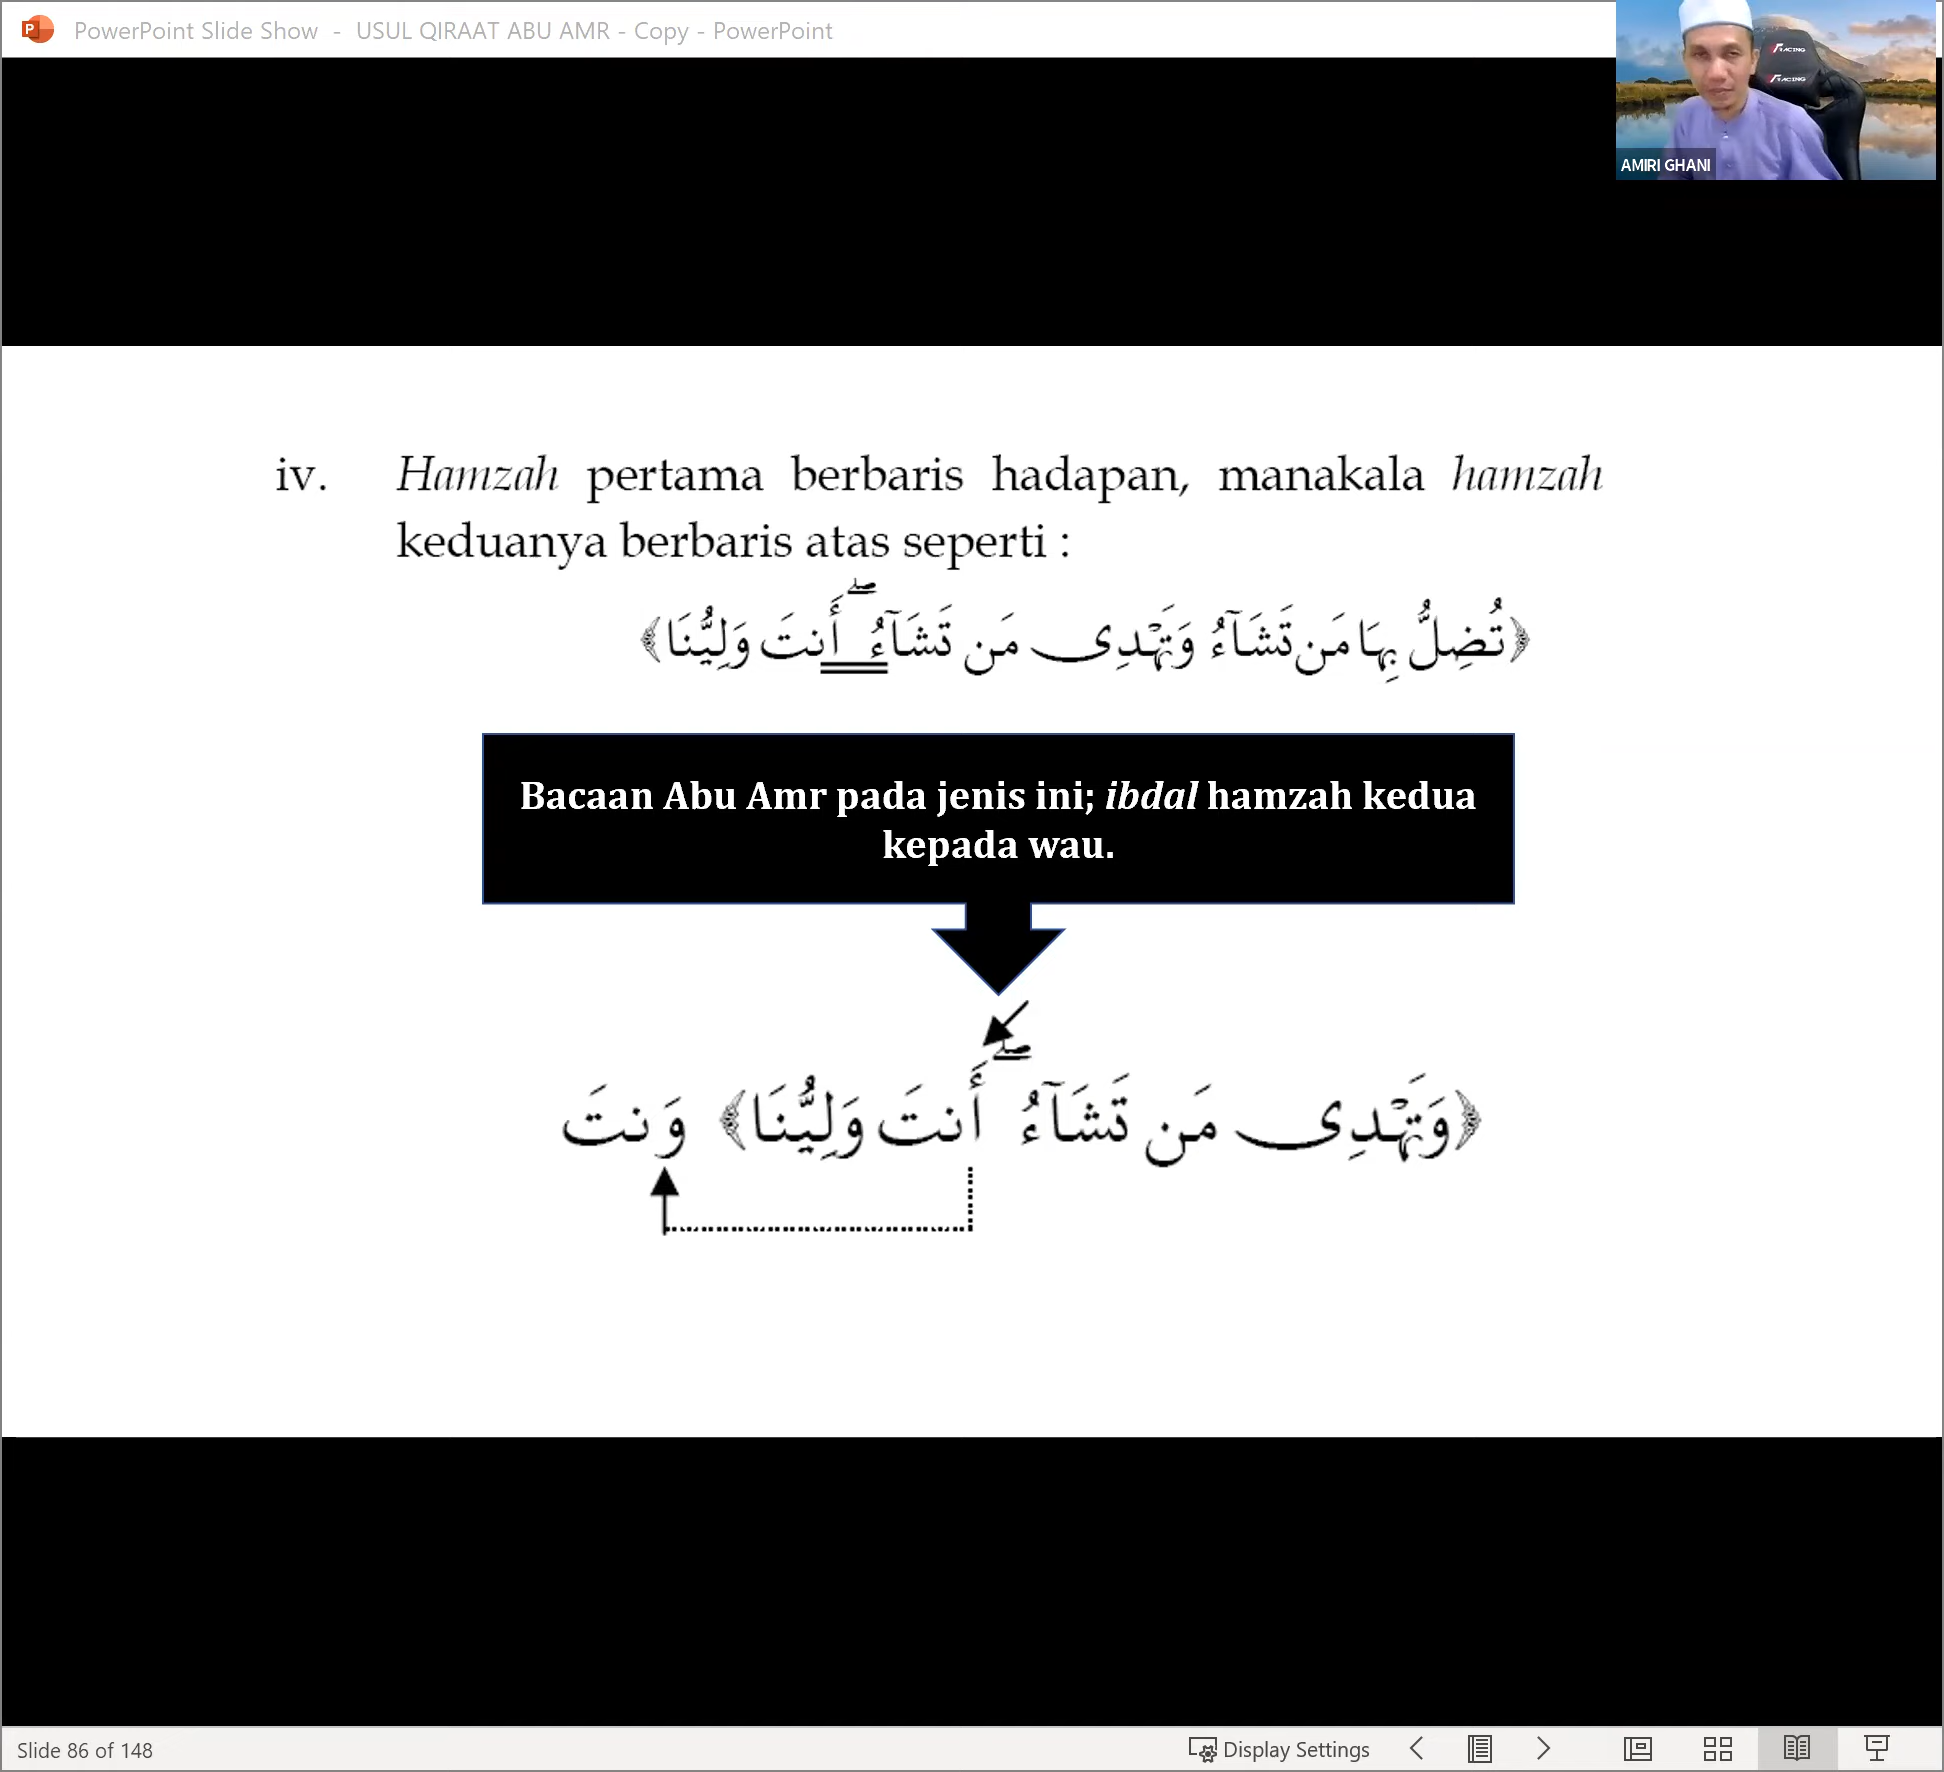 PowerPoint Slide Show - USUL QIRAAT ABU AMR - Copy - PowerPoint
TRACING
TRACING
AMIRI GHANI
iv. Hamzah pertama berbaris hadapan, manakala hamzah
keduanya berbaris atas seperti :
﴿تُضِلُّ بِهَا مَن تَشَآءُ وَتَهْدِى مَن تَشَآءُ ۖ أَنتَ وَلِيُّنَا﴾
Bacaan Abu Amr pada jenis ini; ibdal hamzah kedua
kepada wau.
﴿وَتَهْدِى مَن تَشَآءُ ۖ أَنتَ وَلِيُّنَا﴾ وَنتَ
Slide 86 of 148 Display Settings